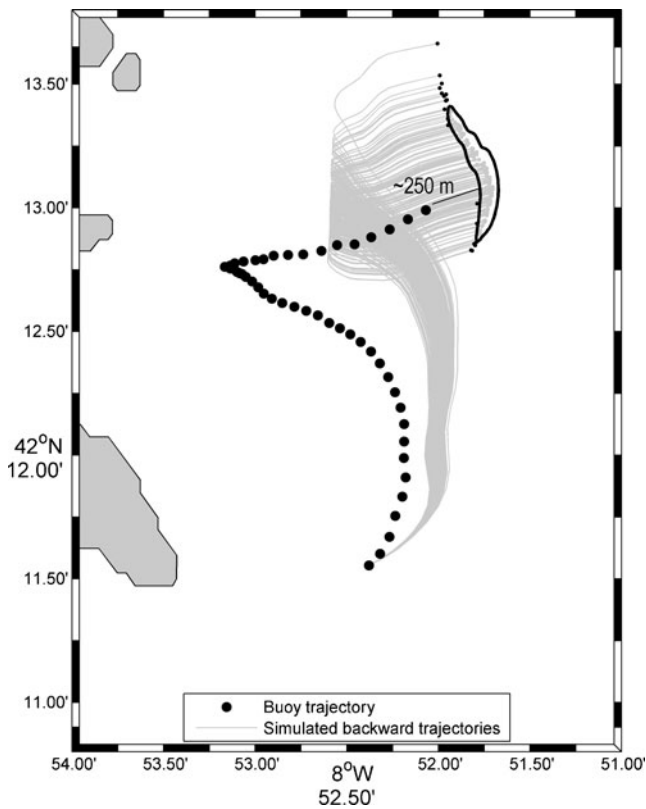 13.50'
~250 m
13.00'
12.50'
42°N
12.00'
11.50'
11.00'
Buoy trajectory
Simulated backward trajectories
54.00' 53.50' 53.00' 8°W 52.00' 51.50' 51.00'
52.50'